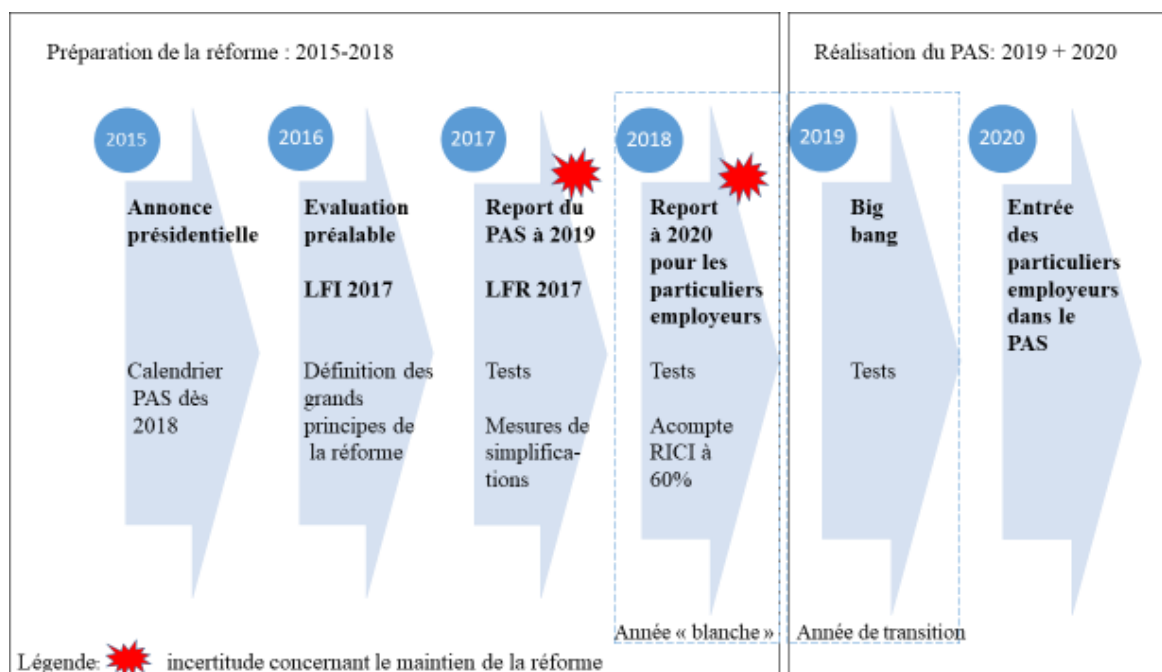 Préparation de la réforme : 2015-2018
Réalisation du PAS: 2019 + 2020
2015
Annonce
présidentielle
Calendrier
PAS dès
2018
2016
Evaluation
préalable
LFI 2017
Définition des
grands
principes de
la réforme
2017
Report du
PAS à 2019
LFR 2017
Tests
Mesures de
simplifica-
tions
2018
Report
à 2020
pour les
particuliers
employeurs
Tests
Acompte
RICI à
60%
Année « blanche »
2019
Big
bang
Tests
Année de transition
2020
Entrée
des
particuliers
employeurs
dans le
PAS
Légende: incertitude concernant le maintien de la réforme